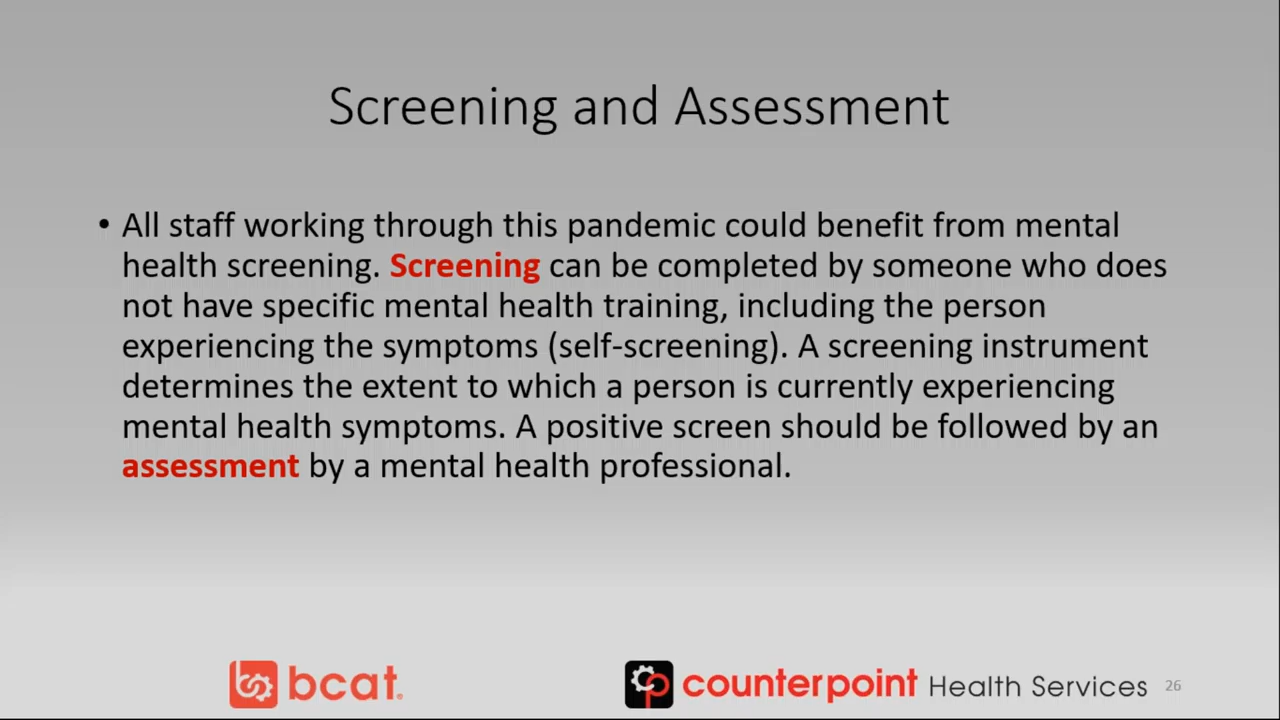 Screening and Assessment
• All staff working through this pandemic could benefit from mental
health screening. Screening can be completed by someone who does
not have specific mental health training, including the person
experiencing the symptoms (self-screening). A screening instrument
determines the extent to which a person is currently experiencing
mental health symptoms. A positive screen should be followed by an
assessment by a mental health professional.
bcat®
cp counterpoint Health Services 26